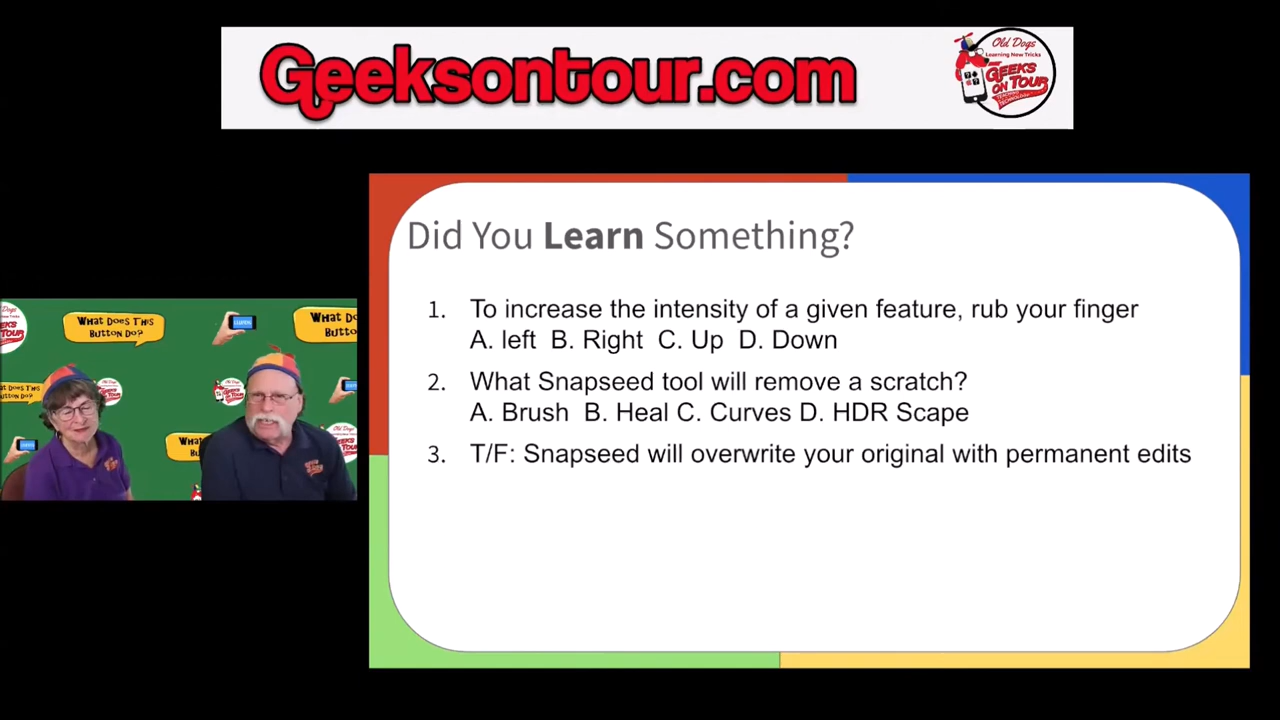 Geeksontour.com
Old Dogs
Learning New Tricks
GEEKS
ON TOUR
TEACHING
TECHNOLOGY
Did You Learn Something?
1. To increase the intensity of a given feature, rub your finger
A. left B. Right C. Up D. Down
2. What Snapseed tool will remove a scratch?
A. Brush B. Heal C. Curves D. HDR Scape
3. T/F: Snapseed will overwrite your original with permanent edits
What Does This
Button Do?
What Do
Butto